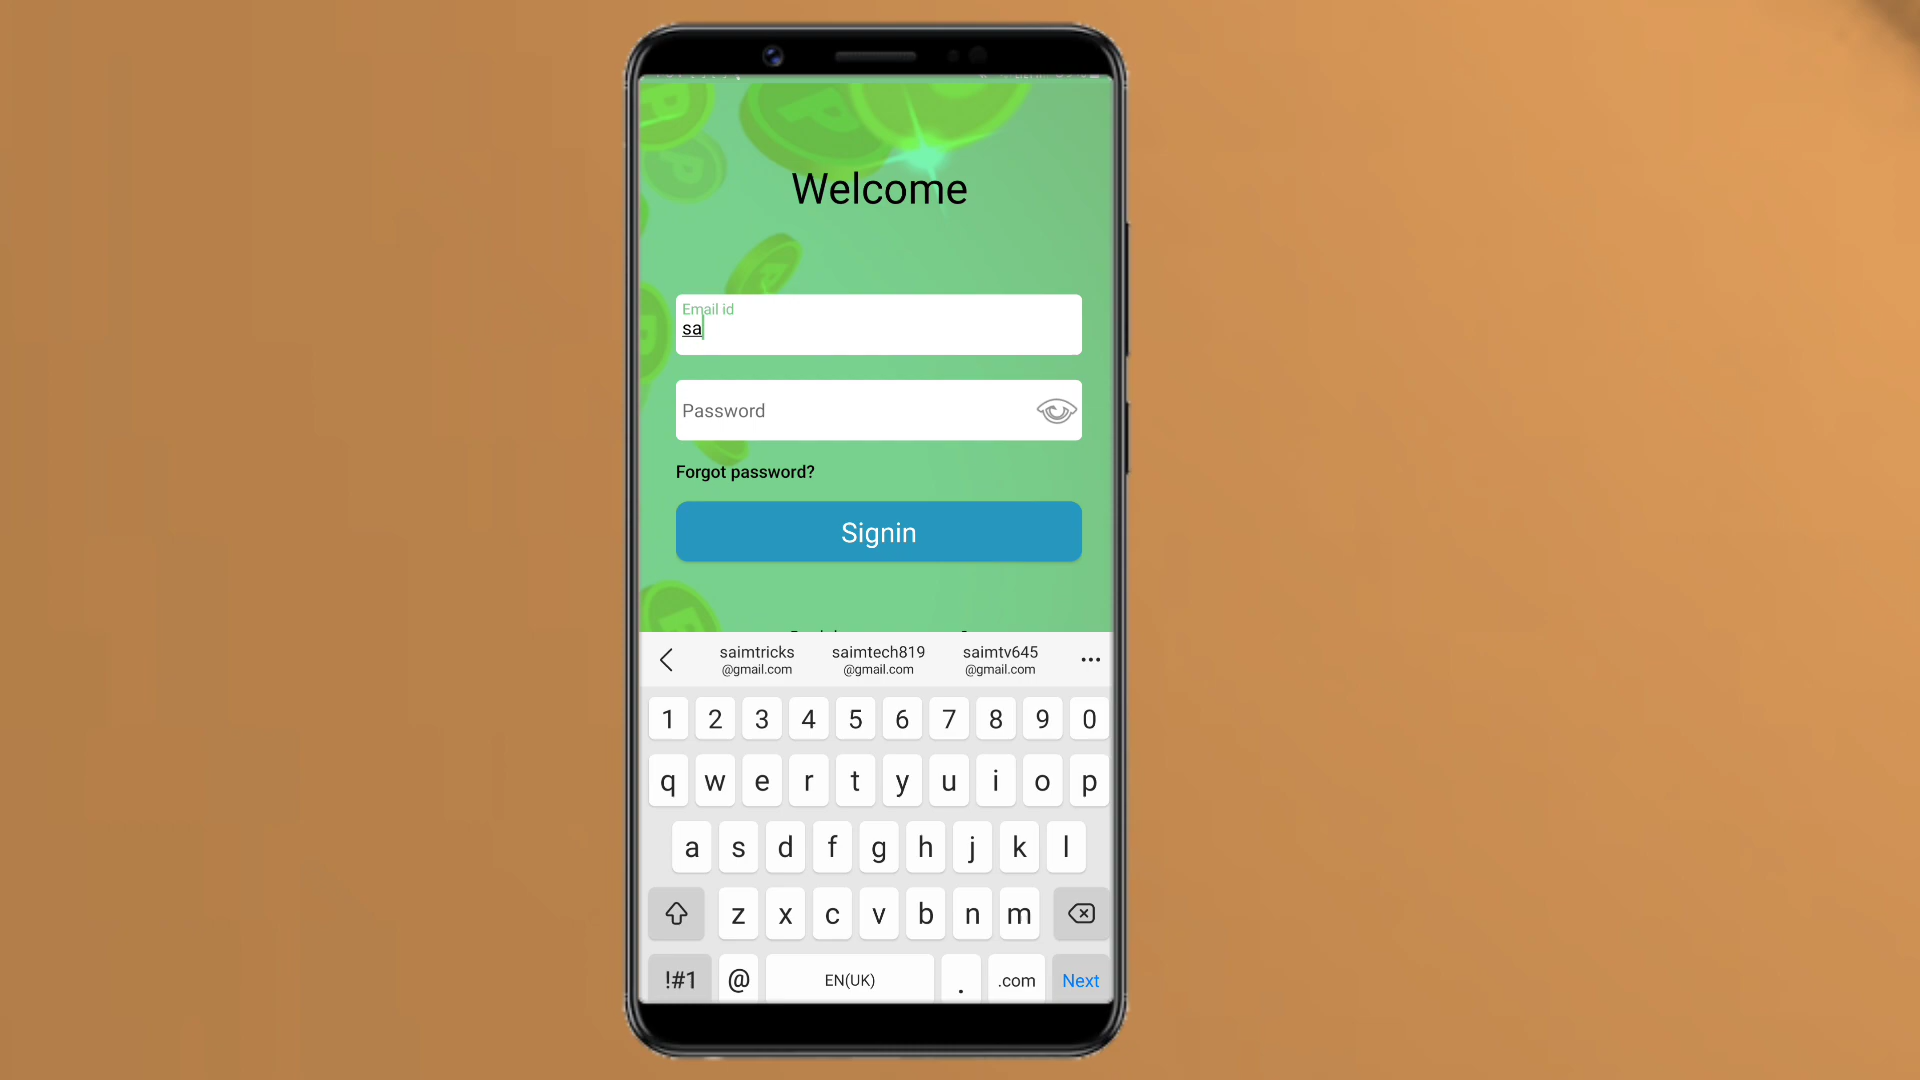 Welcome
Email id
sa
Password
Forgot password?
Signin
saimtricks saimtech819 saimtv645
@gmail.com @gmail.com @gmail.com
1 2 3 4 5 6 7 8 9 0
q w e r t y u i o p
a s d f g h j k l
z x c v b n m
!#1 @ EN(UK) . .com Next